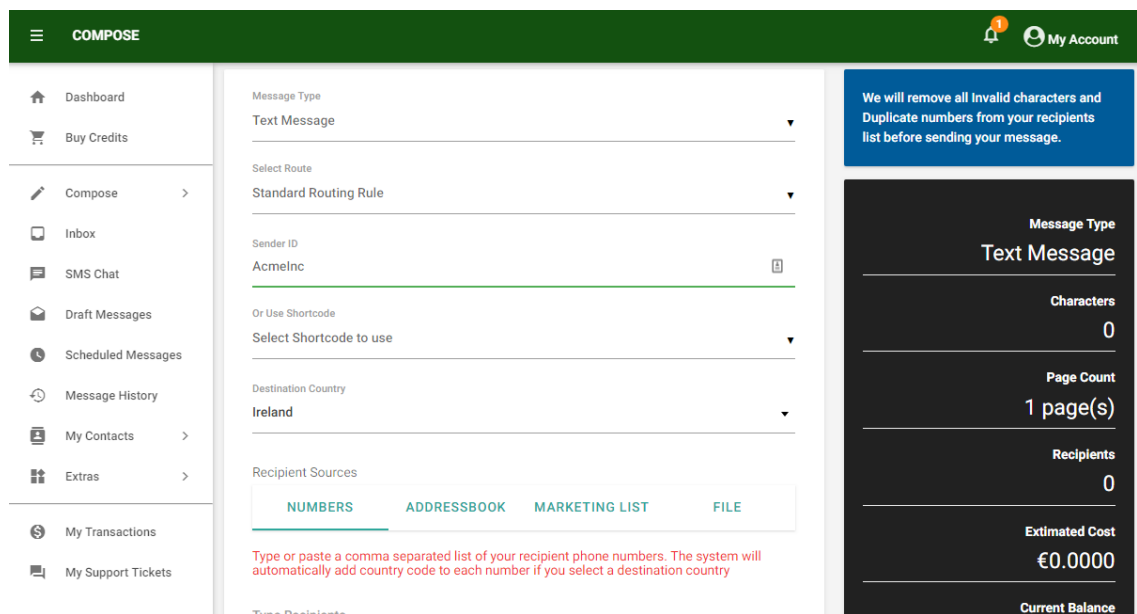 COMPOSE
1
My Account
Dashboard
Buy Credits
Compose
Inbox
SMS Chat
Draft Messages
Scheduled Messages
Message History
My Contacts
Extras
My Transactions
My Support Tickets
Message Type
Text Message
Select Route
Standard Routing Rule
Sender ID
AcmeInc
Or Use Shortcode
Select Shortcode to use
Destination Country
Ireland
Recipient Sources
NUMBERS ADDRESSBOOK MARKETING LIST FILE
Type or paste a comma separated list of your recipient phone numbers. The system will
automatically add country code to each number if you select a destination country
Type Recipients
We will remove all Invalid characters and
Duplicate numbers from your recipients
list before sending your message.
Message Type
Text Message
Characters
0
Page Count
1 page(s)
Recipients
0
Extimated Cost
€0.0000
Current Balance